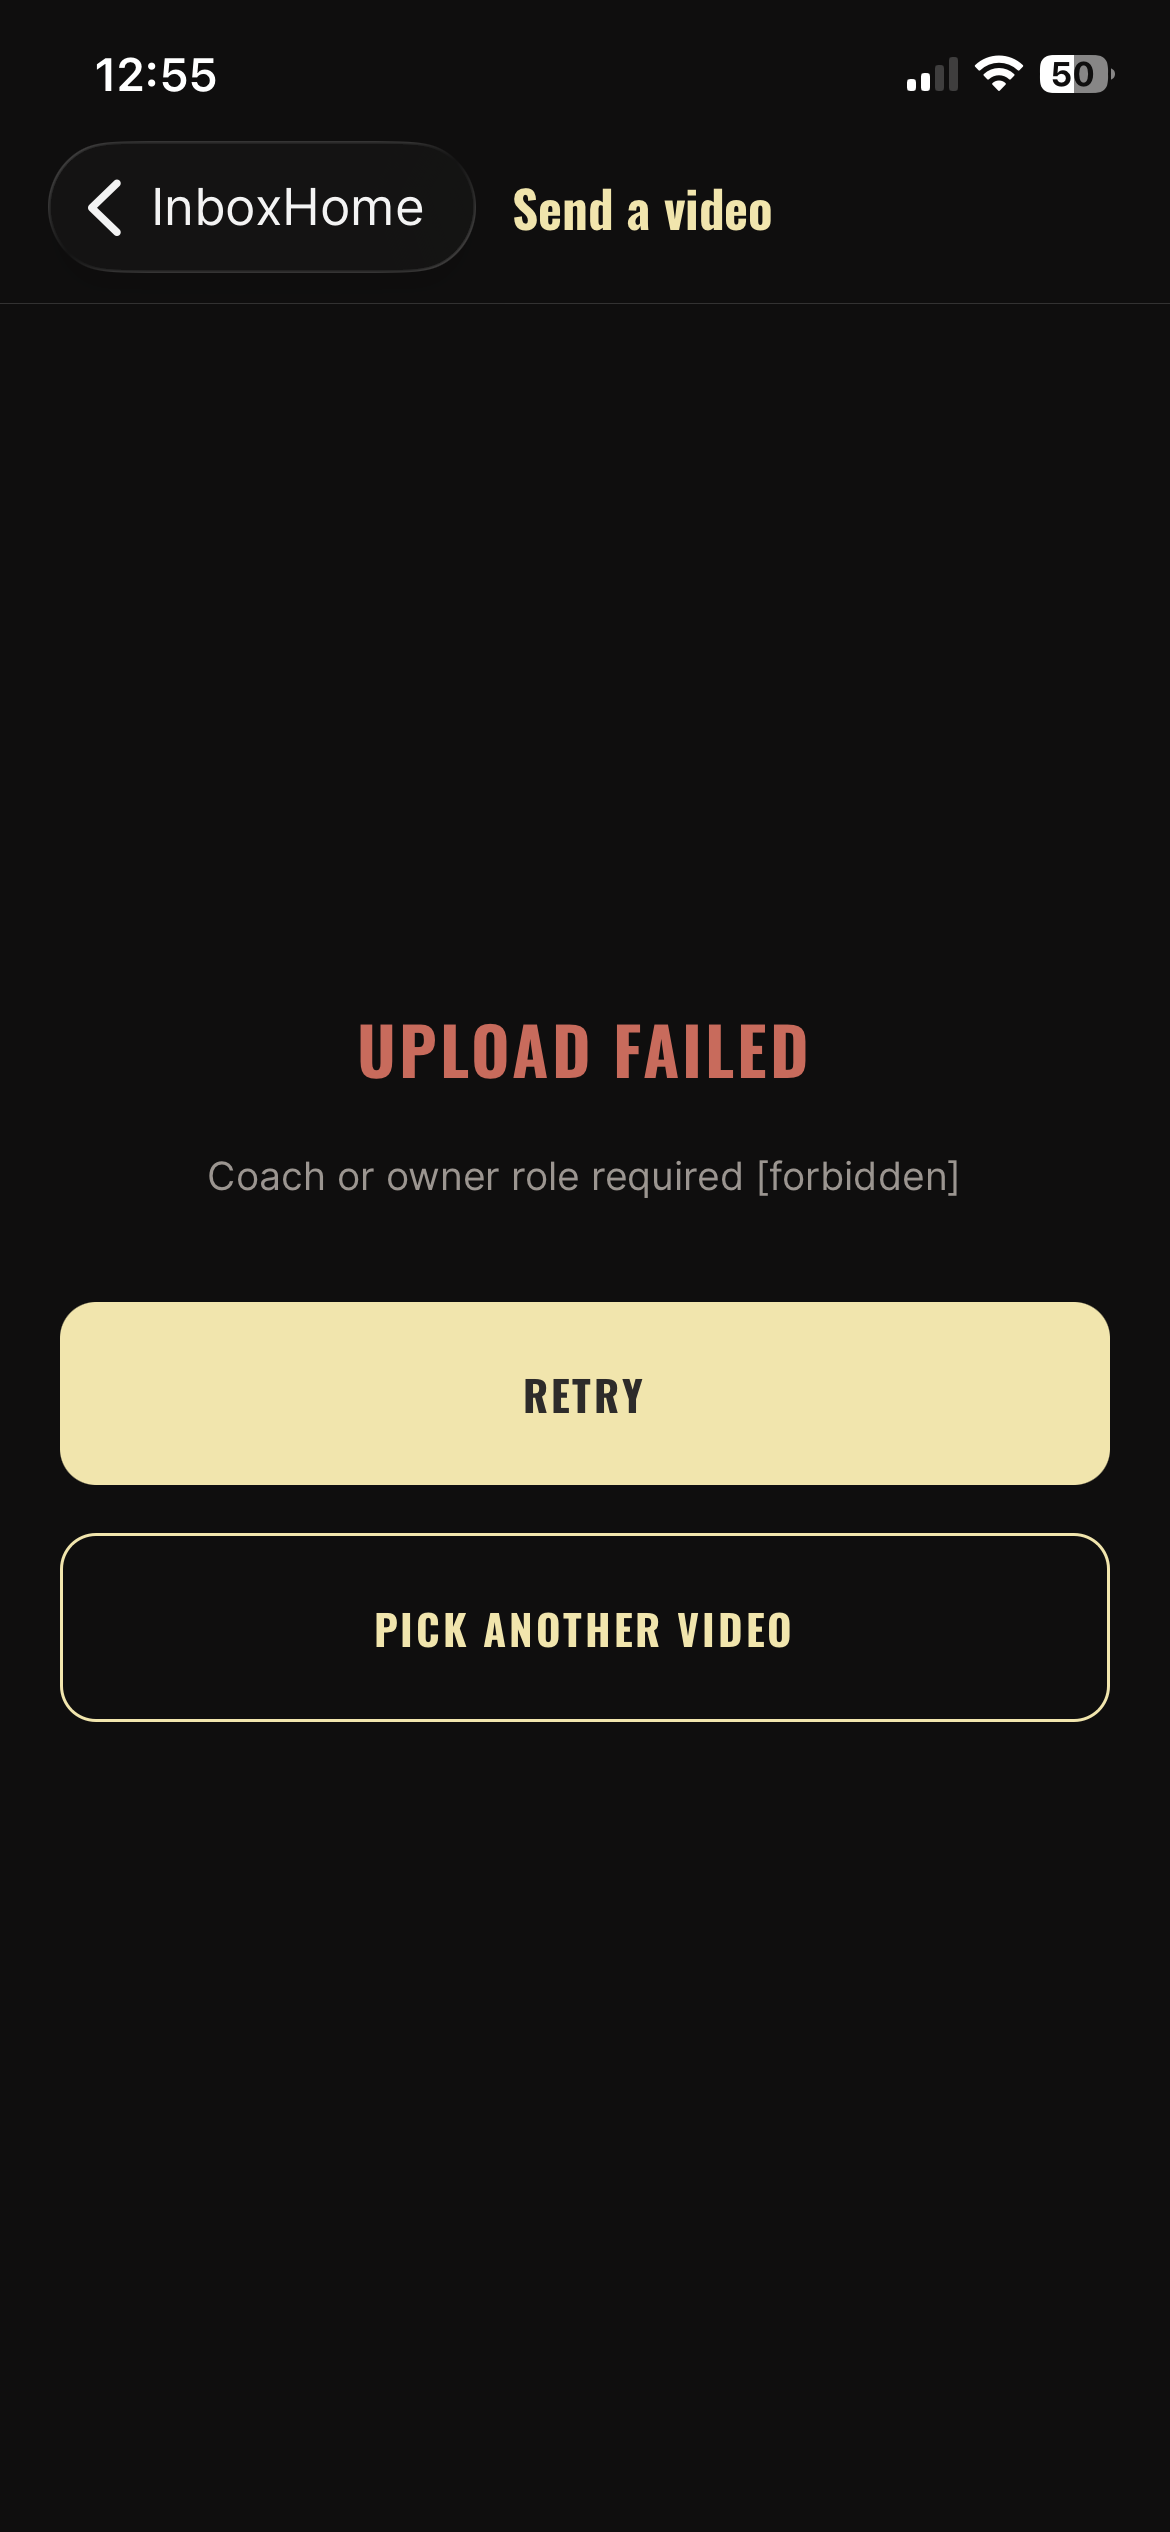 12:55
50
InboxHome
Send a video
UPLOAD FAILED
Coach or owner role required [forbidden]
RETRY
PICK ANOTHER VIDEO